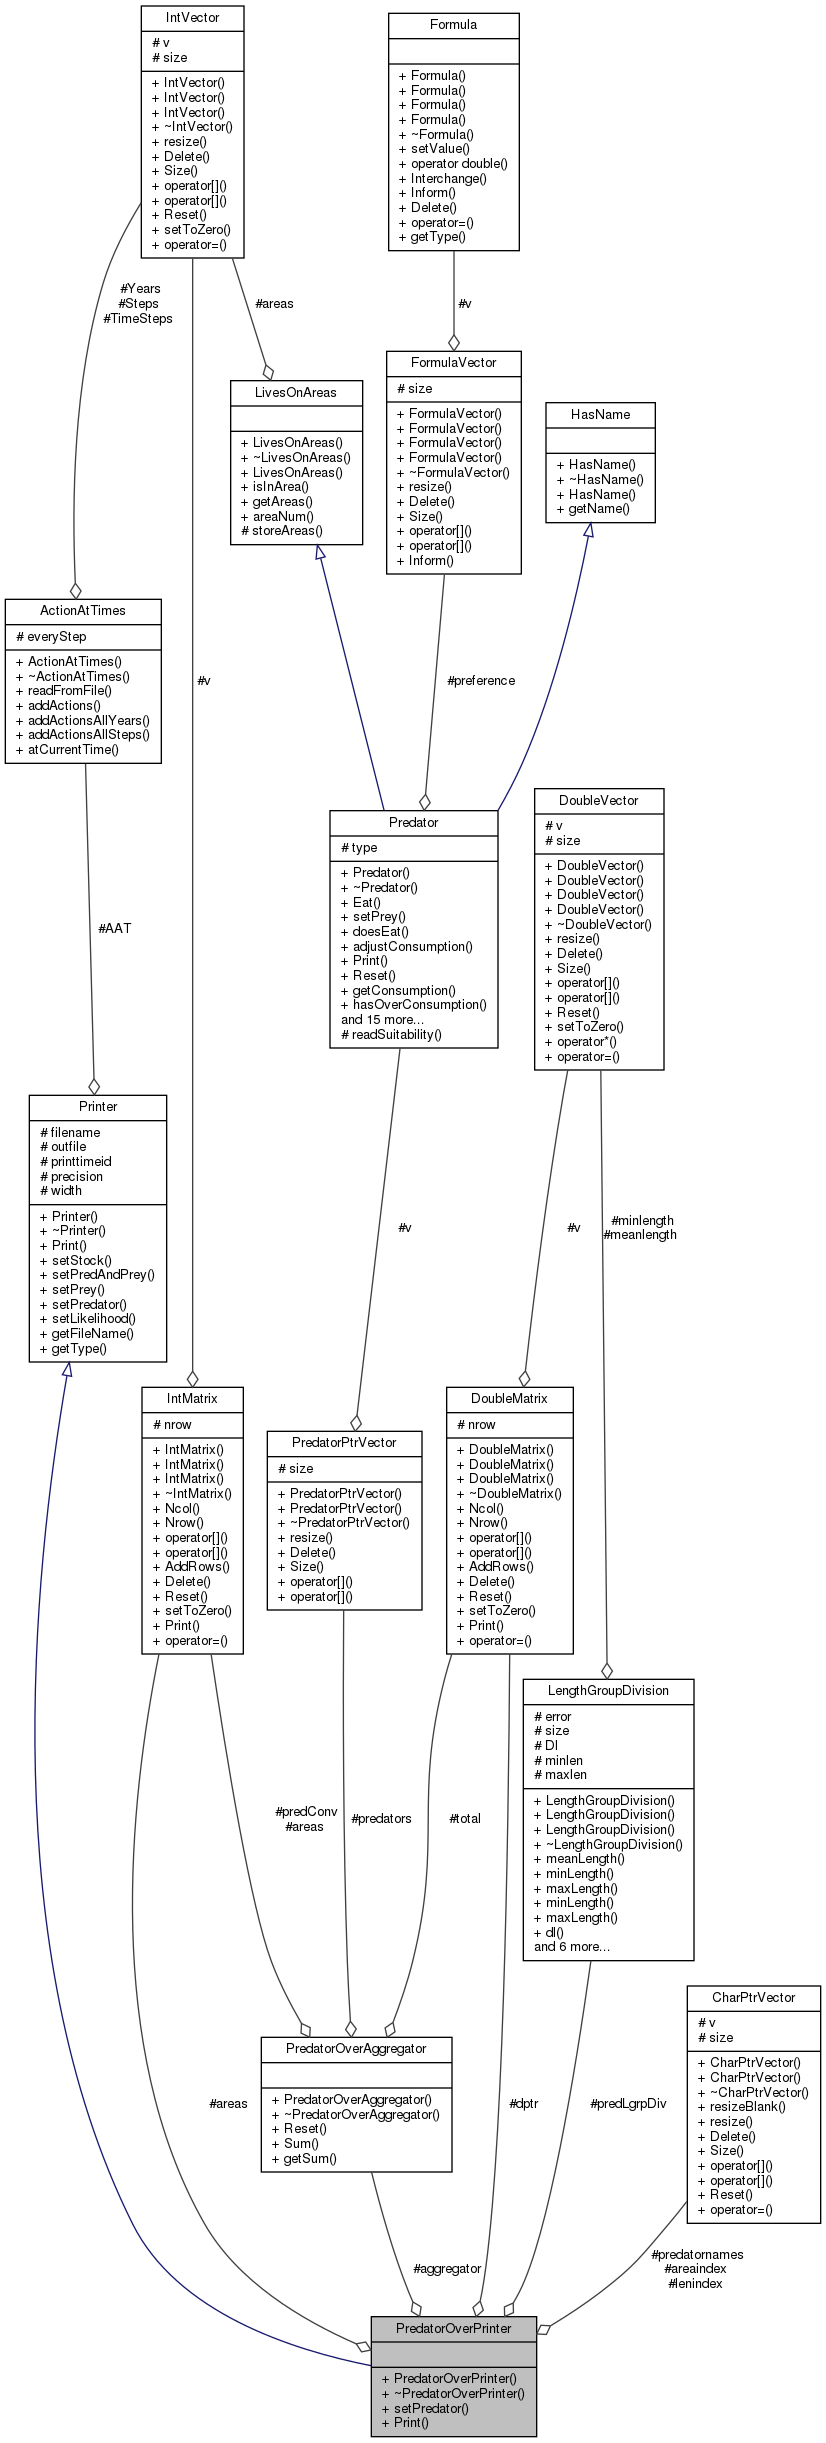 IntVector
# v
# size
+ IntVector()
+ IntVector()
+ IntVector()
+ ~IntVector()
+ resize()
+ Delete()
+ Size()
+ operator[]()
+ operator[]()
+ Reset()
+ setToZero()
+ operator=()
Formula
+ Formula()
+ Formula()
+ Formula()
+ Formula()
+ ~Formula()
+ setValue()
+ operator double()
+ Interchange()
+ Inform()
+ Delete()
+ operator=()
+ getType()
#Years
#Steps
#TimeSteps
#areas
#v
LivesOnAreas
+ LivesOnAreas()
+ ~LivesOnAreas()
+ LivesOnAreas()
+ isInArea()
+ getAreas()
+ areaNum()
# storeAreas()
FormulaVector
# size
+ FormulaVector()
+ FormulaVector()
+ FormulaVector()
+ FormulaVector()
+ ~FormulaVector()
+ resize()
+ Delete()
+ Size()
+ operator[]()
+ operator[]()
+ Inform()
HasName
+ HasName()
+ ~HasName()
+ HasName()
+ getName()
ActionAtTimes
# everyStep
+ ActionAtTimes()
+ ~ActionAtTimes()
+ readFromFile()
+ addActions()
+ addActionsAllYears()
+ addActionsAllSteps()
+ atCurrentTime()
#v
#preference
Predator
# type
+ Predator()
+ ~Predator()
+ Eat()
+ setPrey()
+ doesEat()
+ adjustConsumption()
+ Print()
+ Reset()
+ getConsumption()
+ hasOverConsumption()
and 15 more...
# readSuitability()
DoubleVector
# v
# size
+ DoubleVector()
+ DoubleVector()
+ DoubleVector()
+ DoubleVector()
+ ~DoubleVector()
+ resize()
+ Delete()
+ Size()
+ operator[]()
+ operator[]()
+ Reset()
+ setToZero()
+ operator*()
+ operator=()
#AAT
Printer
# filename
# outfile
# printtimeid
# precision
# width
+ Printer()
+ ~Printer()
+ Print()
+ setStock()
+ setPredAndPrey()
+ setPrey()
+ setPredator()
+ setLikelihood()
+ getFileName()
+ getType()
#v
#v
#minlength
#meanlength
IntMatrix
# nrow
+ IntMatrix()
+ IntMatrix()
+ IntMatrix()
+ ~IntMatrix()
+ Ncol()
+ Nrow()
+ operator[]()
+ operator[]()
+ AddRows()
+ Delete()
+ Reset()
+ setToZero()
+ Print()
+ operator=()
PredatorPtrVector
# size
+ PredatorPtrVector()
+ PredatorPtrVector()
+ ~PredatorPtrVector()
+ resize()
+ Delete()
+ Size()
+ operator[]()
+ operator[]()
DoubleMatrix
# nrow
+ DoubleMatrix()
+ DoubleMatrix()
+ DoubleMatrix()
+ ~DoubleMatrix()
+ Ncol()
+ Nrow()
+ operator[]()
+ operator[]()
+ AddRows()
+ Delete()
+ Reset()
+ setToZero()
+ Print()
+ operator=()
LengthGroupDivision
# error
# size
# Dl
# minlen
# maxlen
+ LengthGroupDivision()
+ LengthGroupDivision()
+ LengthGroupDivision()
+ ~LengthGroupDivision()
+ meanLength()
+ minLength()
+ maxLength()
+ minLength()
+ maxLength()
+ dl()
and 6 more...
#predConv
#areas
#predators
#total
CharPtrVector
# v
# size
+ CharPtrVector()
+ CharPtrVector()
+ ~CharPtrVector()
+ resizeBlank()
+ resize()
+ Delete()
+ Size()
+ operator[]()
+ operator[]()
+ Reset()
+ operator=()
PredatorOverAggregator
+ PredatorOverAggregator()
+ ~PredatorOverAggregator()
+ Reset()
+ Sum()
+ getSum()
#areas
#dptr
#predLgrpDiv
#aggregator
#predatornames
#areaindex
#lenindex
PredatorOverPrinter
+ PredatorOverPrinter()
+ ~PredatorOverPrinter()
+ setPredator()
+ Print()